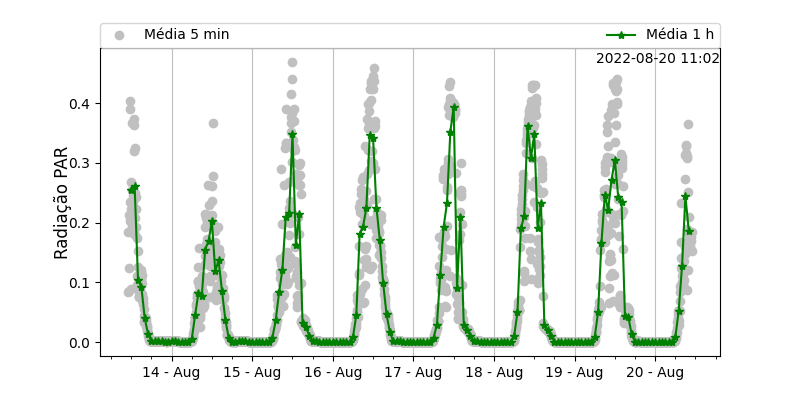 Média 5 min
Média 1 h
2022-08-20 11:02
Radiação PAR
0.4
0.3
0.2
0.1
0.0
14 - Aug
15 - Aug
16 - Aug
17 - Aug
18 - Aug
19 - Aug
20 - Aug